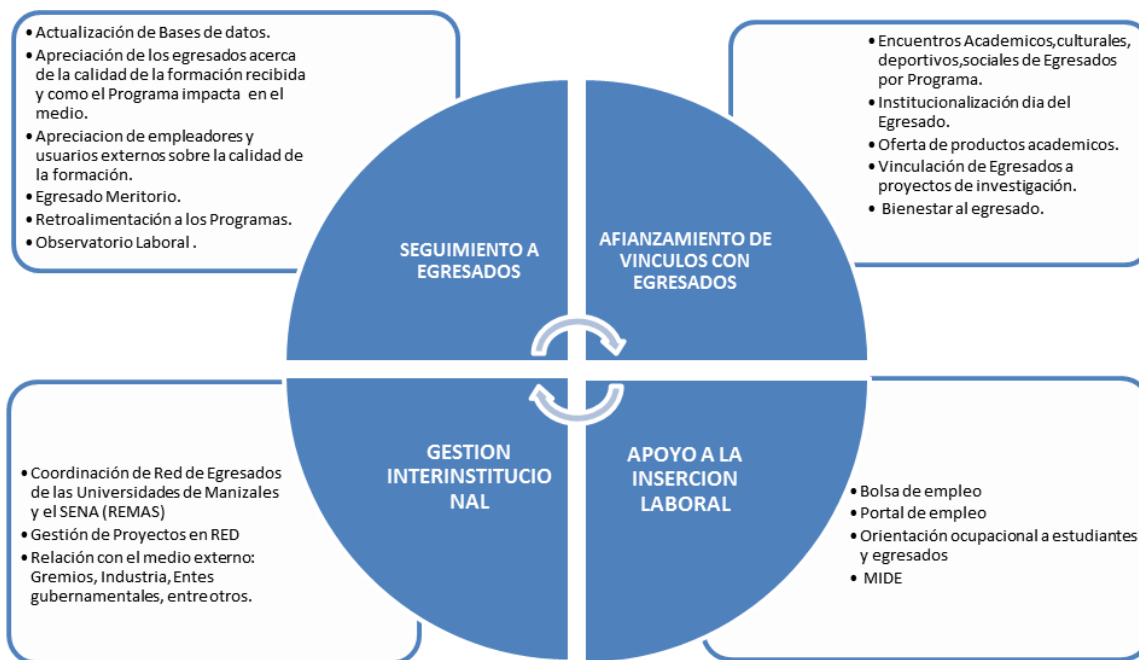 • Actualización de Bases de datos.
• Apreciación de los egresados acerca
de la calidad de la formación recibida
y como el Programa impacta en el
medio.
• Apreciacion de empleadores y
usuarios externos sobre la calidad de
la formación.
• Egresado Meritorio.
• Retroalimentación a los Programas.
• Observatorio Laboral .
• Encuentros Academicos,culturales,
deportivos,sociales de Egresados
por Programa.
• Institucionalización dia del
Egresado.
• Oferta de productos academicos.
• Vinculación de Egresados a
proyectos de investigación.
• Bienestar al egresado.
SEGUIMIENTO A
EGRESADOS
AFIANZAMIENTO DE
VINCULOS CON
EGRESADOS
GESTION
INTERINSTITUCIO
NAL
APOYO A LA
INSERCION
LABORAL
• Coordinación de Red de Egresados
de las Universidades de Manizales
y el SENA (REMAS)
• Gestión de Proyectos en RED
• Relación con el medio externo:
Gremios, Industria, Entes
gubernamentales, entre otros.
• Bolsa de empleo
• Portal de empleo
• Orientación ocupacional a estudiantes
y egresados
• MIDE